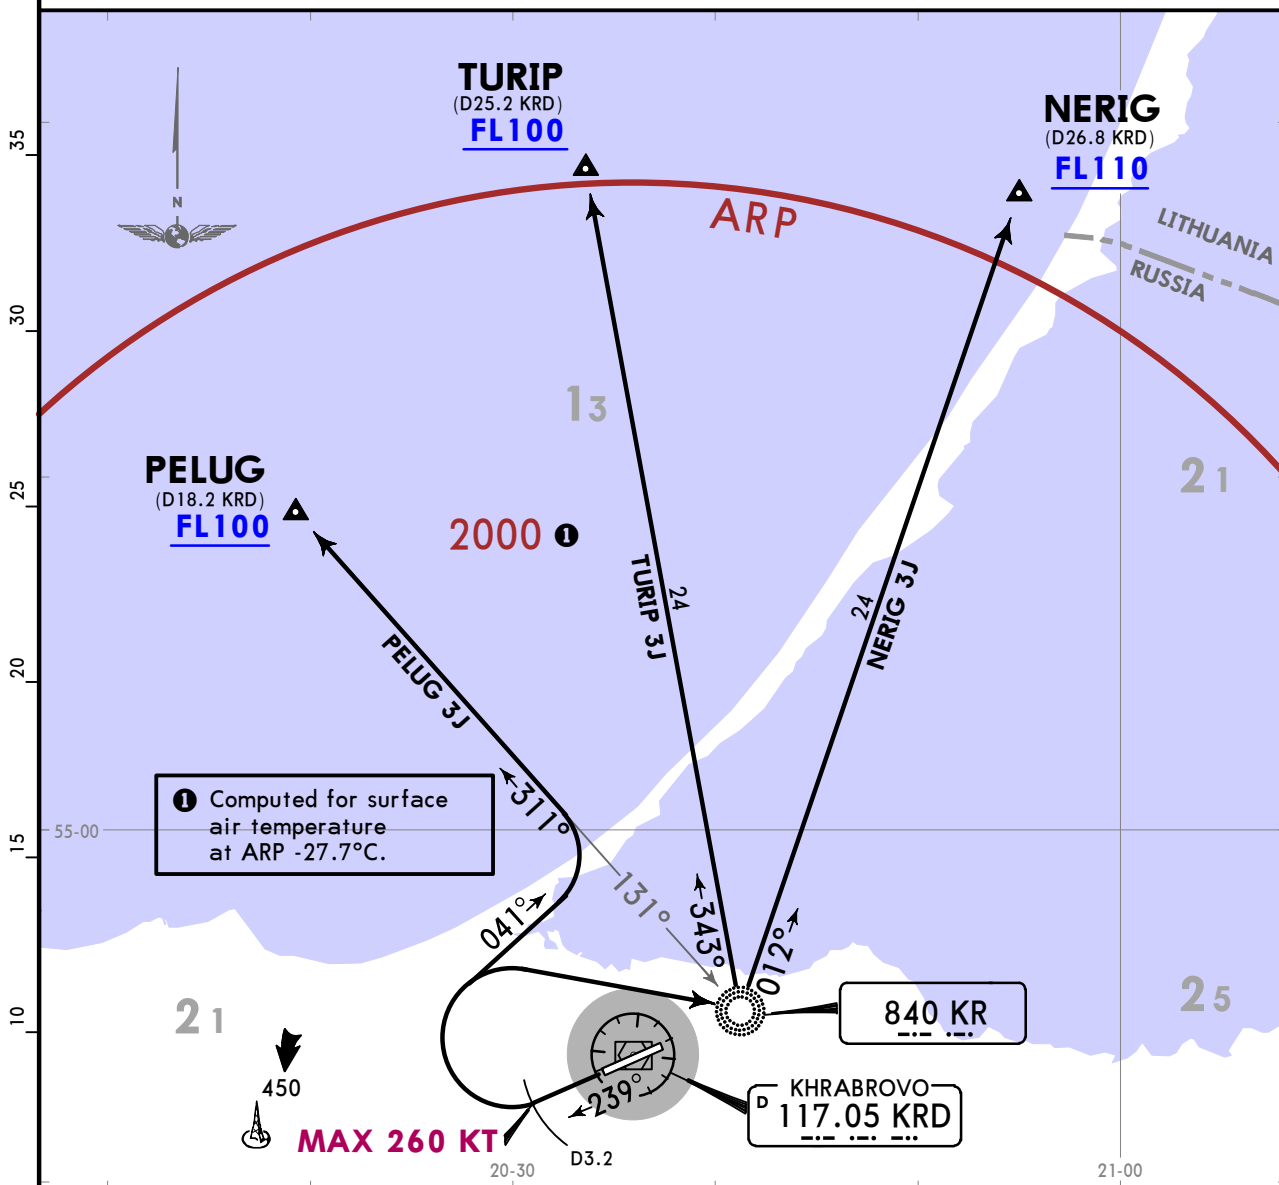 TURIP
(D25.2 KRD)
FL100
NERIG
(D26.8 KRD)
FL110
35
N
ARP
LITHUANIA
RUSSIA
30
13
PELUG
(D18.2 KRD)
FL100
25
21
2000 1
TURIP 3J
24
24
NERIG 3J
20
PELUG 3J
311°
1 Computed for surface
air temperature
at ARP -27.7°C.
55-00
15
131°
041°
343°
012°
21
25
10
840 KR
450
239°
KHRABROVO
D 117.05 KRD
MAX 260 KT
D3.2
20-30
21-00